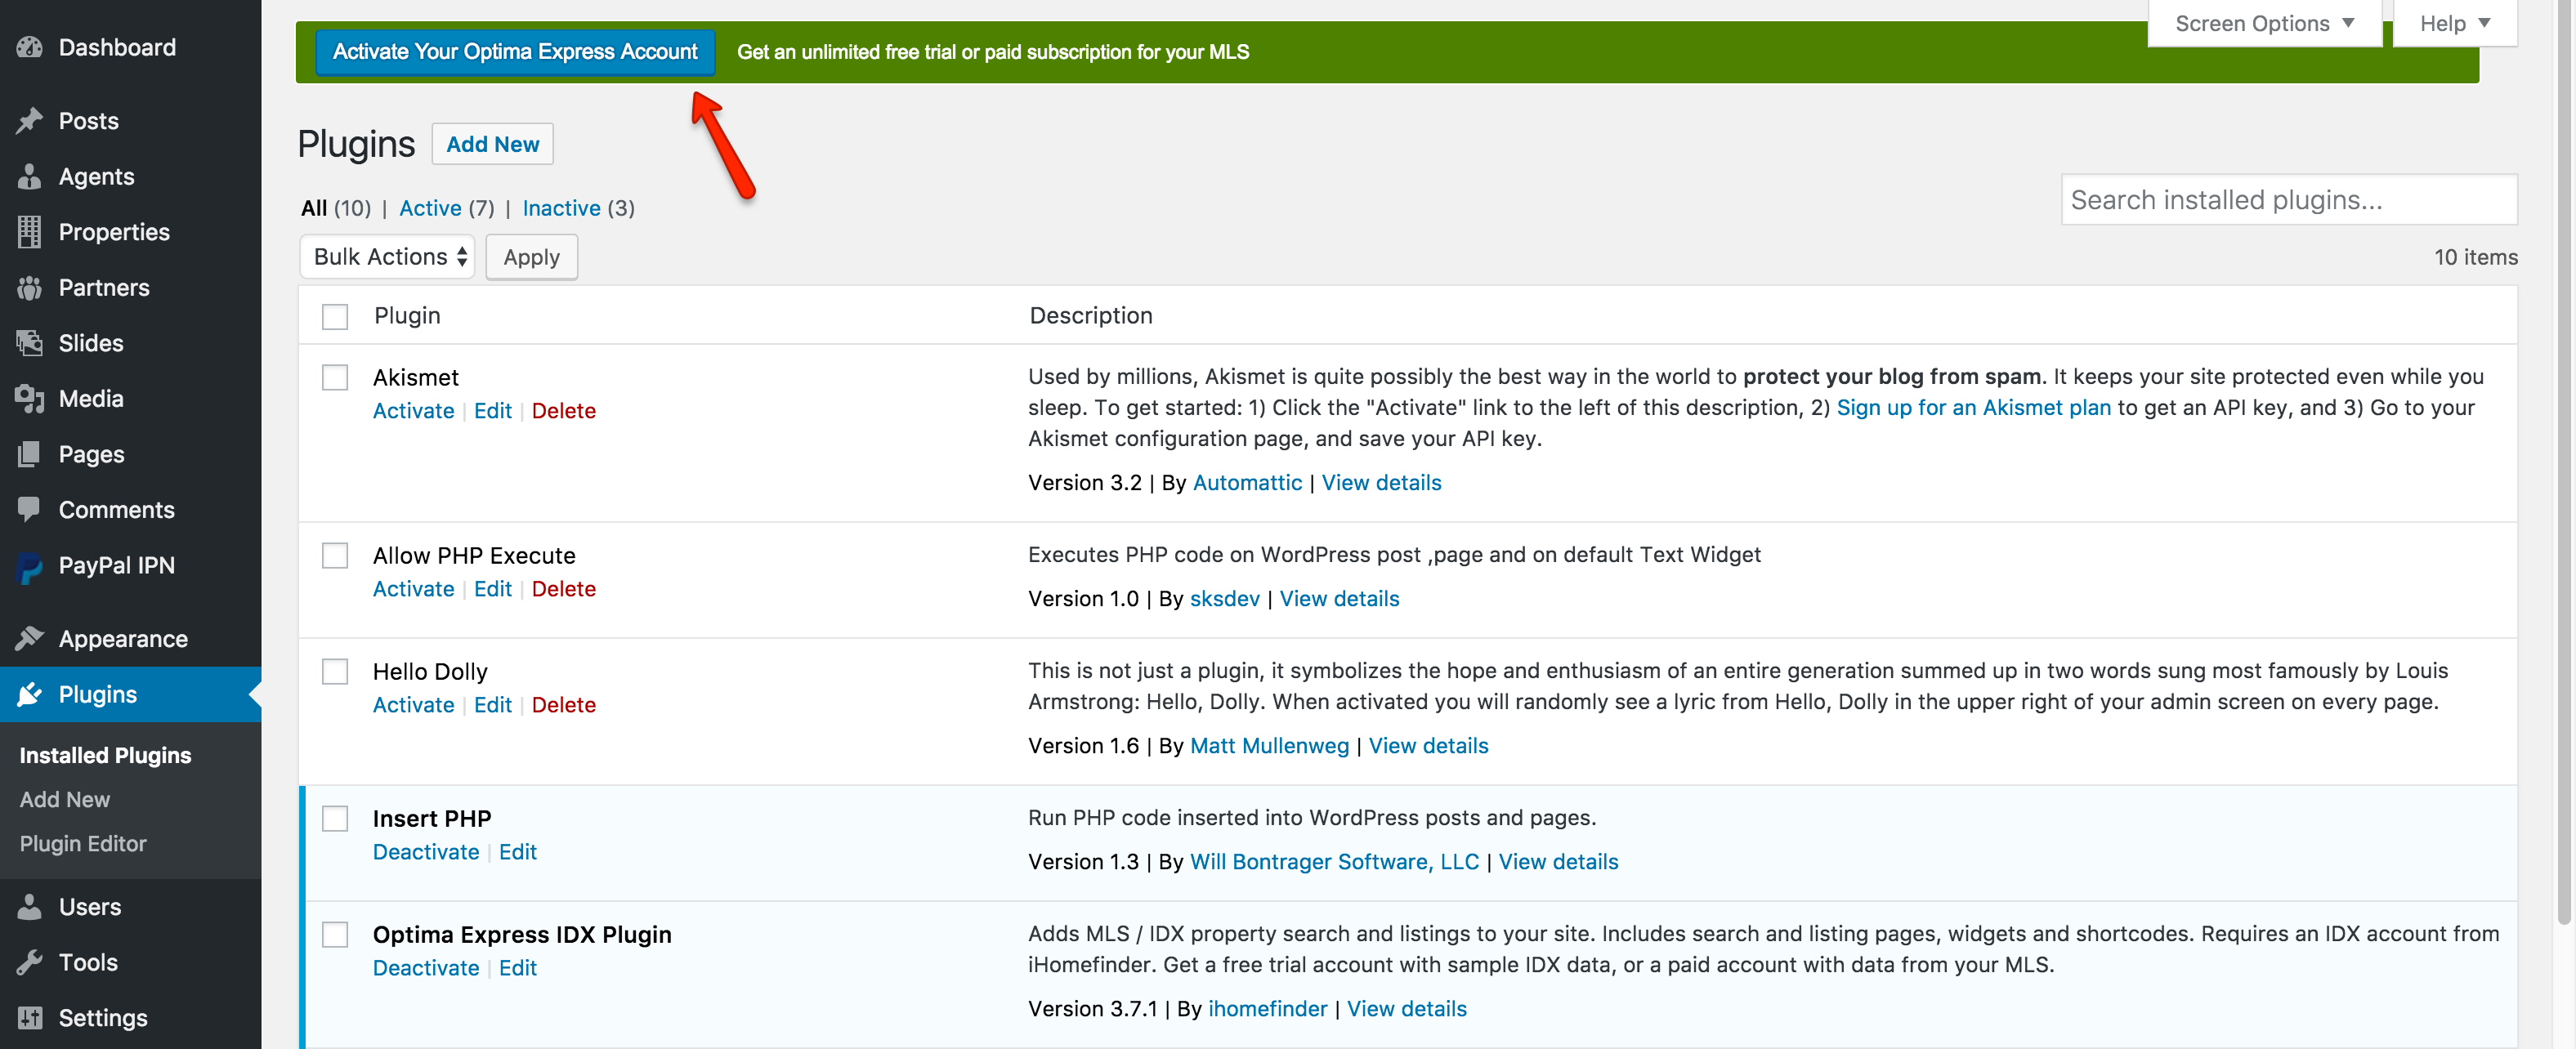 Dashboard
Posts
Agents
Properties
Partners
Slides
Media
Pages
Comments
PayPal IPN
Appearance
Plugins
Installed Plugins
Add New
Plugin Editor
Users
Tools
Settings
Activate Your Optima Express Account Get an unlimited free trial or paid subscription for your MLS
Screen Options Help
Plugins Add New
All (10) | Active (7) | Inactive (3)
Search installed plugins...
Bulk Actions Apply
10 items
Plugin Description
Akismet
Activate | Edit | Delete
Used by millions, Akismet is quite possibly the best way in the world to protect your blog from spam. It keeps your site protected even while you
sleep. To get started: 1) Click the "Activate" link to the left of this description, 2) Sign up for an Akismet plan to get an API key, and 3) Go to your
Akismet configuration page, and save your API key.
Version 3.2 | By Automattic | View details
Allow PHP Execute
Activate | Edit | Delete
Executes PHP code on WordPress post ,page and on default Text Widget
Version 1.0 | By sksdev | View details
Hello Dolly
Activate | Edit | Delete
This is not just a plugin, it symbolizes the hope and enthusiasm of an entire generation summed up in two words sung most famously by Louis
Armstrong: Hello, Dolly. When activated you will randomly see a lyric from Hello, Dolly in the upper right of your admin screen on every page.
Version 1.6 | By Matt Mullenweg | View details
Insert PHP
Deactivate | Edit
Run PHP code inserted into WordPress posts and pages.
Version 1.3 | By Will Bontrager Software, LLC | View details
Optima Express IDX Plugin
Deactivate | Edit
Adds MLS / IDX property search and listings to your site. Includes search and listing pages, widgets and shortcodes. Requires an IDX account from
iHomefinder. Get a free trial account with sample IDX data, or a paid account with data from your MLS.
Version 3.7.1 | By ihomefinder | View details